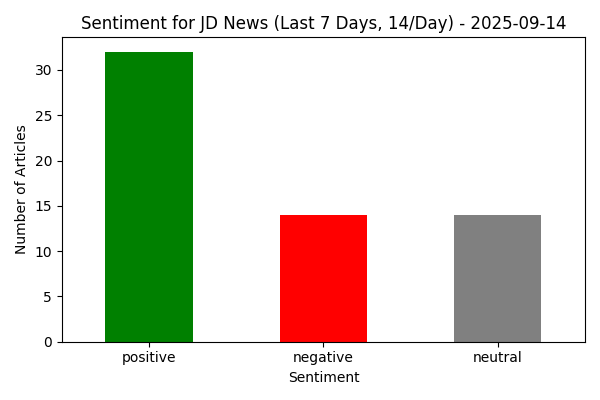 Sentiment for JD News (Last 7 Days, 14/Day) - 2025-09-14
30
25
20
15
10
5
0
Number of Articles
positive
negative
neutral
Sentiment